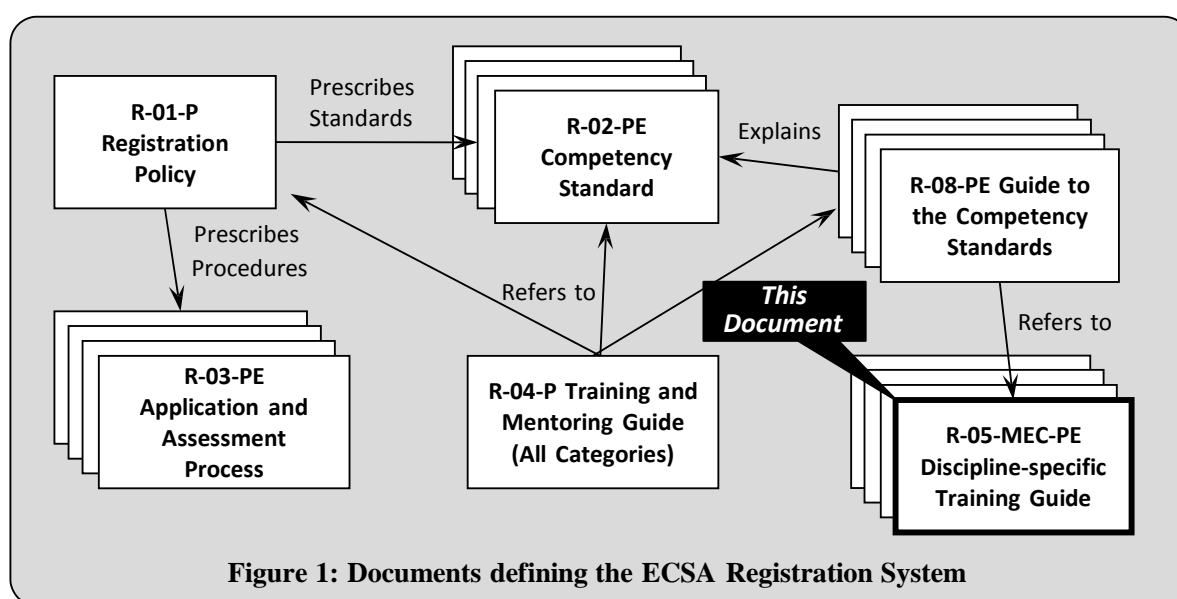 R-01-P
Registration
Policy
Prescribes
Standards
R-02-PE
Competency
Standard
Explains
R-08-PE Guide to
the Competency
Standards
Prescribes
Procedures
Refers to
This
Document
Refers to
R-03-PE
Application and
Assessment
Process
R-04-P Training and
Mentoring Guide
(All Categories)
R-05-MEC-PE
Discipline-specific
Training Guide
Figure 1: Documents defining the ECSA Registration System